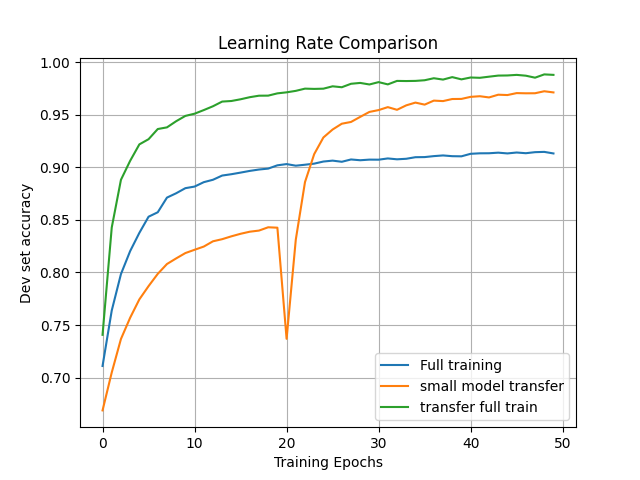 Learning Rate Comparison
1.00
0.95
0.90
0.85
0.80
0.75
0.70
Dev set accuracy
Full training
small model transfer
transfer full train
0 10 20 30 40 50
Training Epochs